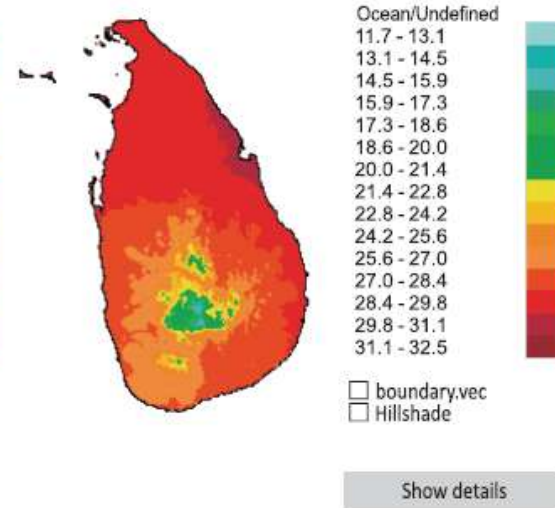 Ocean/Undefined
11.7 - 13.1
13.1 - 14.5
14.5 - 15.9
15.9 - 17.3
17.3 - 18.6
18.6 - 20.0
20.0 - 21.4
21.4 - 22.8
22.8 - 24.2
24.2 - 25.6
25.6 - 27.0
27.0 - 28.4
28.4 - 29.8
29.8 - 31.1
31.1 - 32.5
boundary.vec
Hillshade
Show details